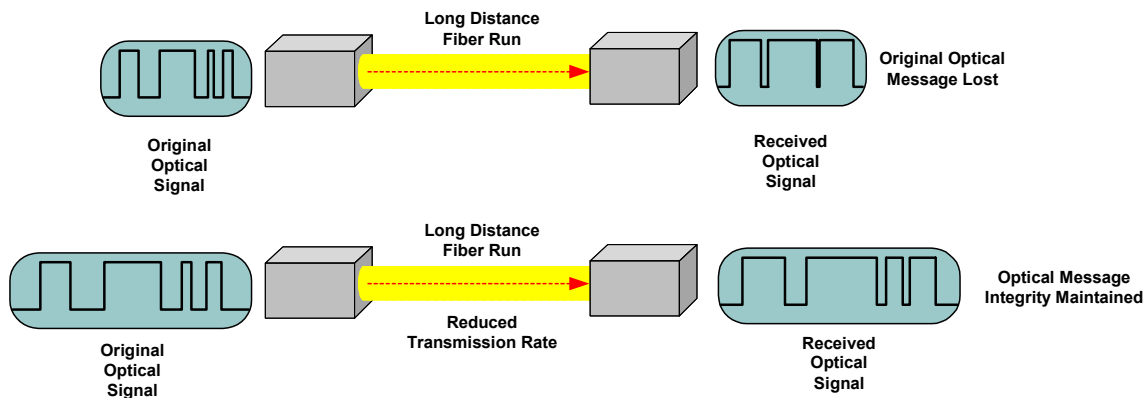 Long Distance
Fiber Run
Original Optical
Message Lost
Original
Optical
Signal
Received
Optical
Signal
Long Distance
Fiber Run
Optical Message
Integrity Maintained
Reduced
Transmission Rate
Original
Optical
Signal
Received
Optical
Signal